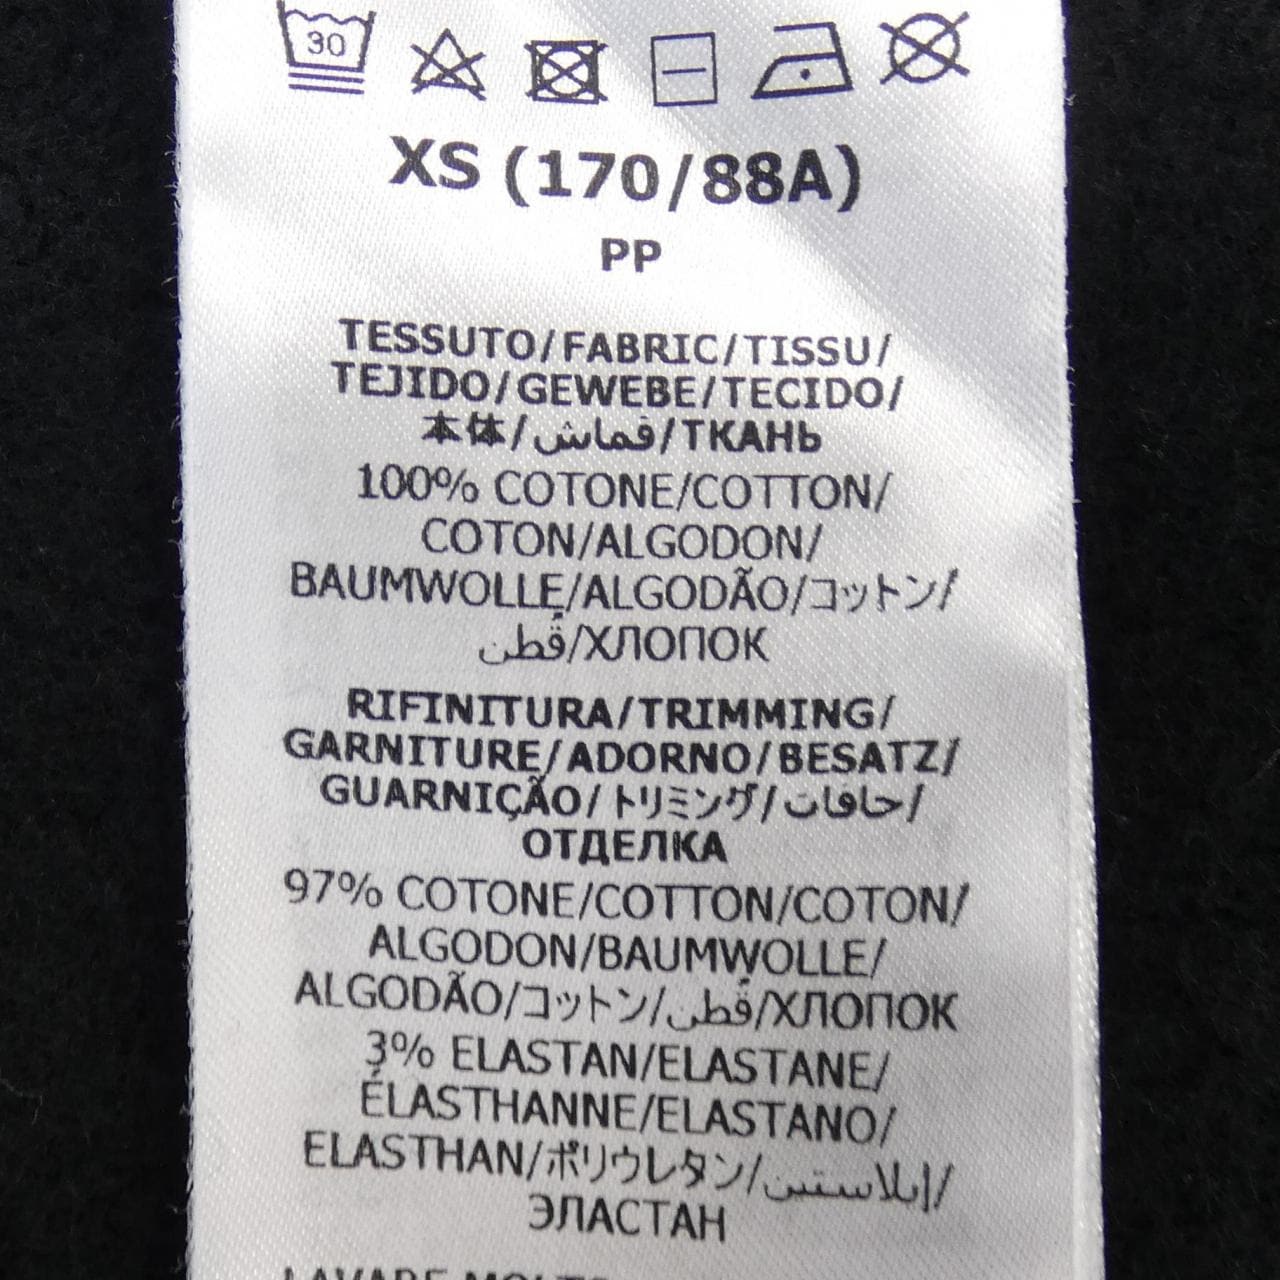 30
XS (170/88A)
PP
TESSUTO/FABRIC/TISSU/
TEJIDO/GEWEBE/TECIDO/
本体/قماش/ТКАНЬ
100% COTONE/COTTON/
COTON/ALGODON/
BAUMWOLLE/ALGODÃO/コットン/
قطن/ХЛОПОК
RIFINITURA/TRIMMING/
GARNITURE/ADORNO/BESATZ/
GUARNIÇÃO/トリミング/حافات/
ОТДЕЛКА
97% COTONE/COTTON/COTON/
ALGODON/BAUMWOLLE/
ALGODÃO/コットン/قطن/ХЛОПОК
3% ELASTAN/ELASTANE/
ÉLASTHANNE/ELASTANO/
ELASTHAN/ポリウレタン/إيلاستين/
ЭЛАСТАН
LAVARE MOLTO